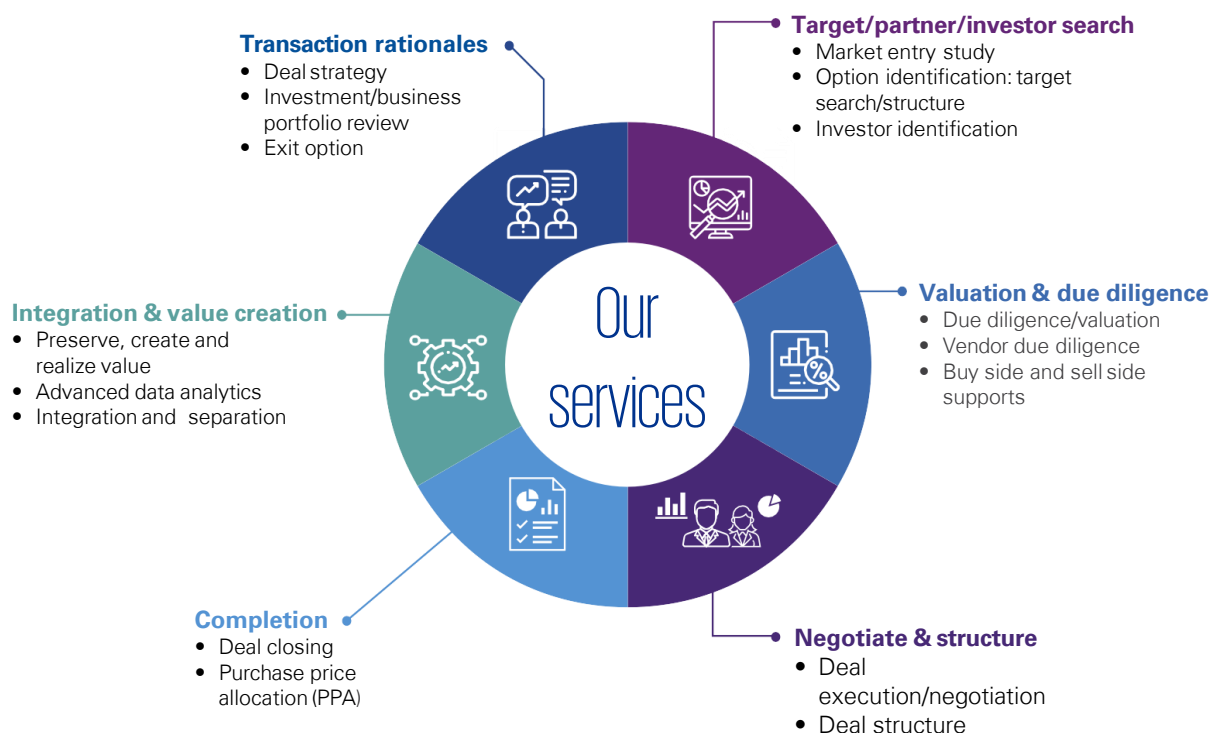 Transaction rationales
• Deal strategy
• Investment/business
portfolio review
• Exit option
Target/partner/investor search
• Market entry study
• Option identification: target
search/structure
• Investor identification
Integration & value creation
• Preserve, create and
realize value
• Advanced data analytics
• Integration and separation
Our
services
Valuation & due diligence
• Due diligence/valuation
• Vendor due diligence
• Buy side and sell side
supports
Completion
• Deal closing
• Purchase price
allocation (PPA)
Negotiate & structure
• Deal
execution/negotiation
• Deal structure